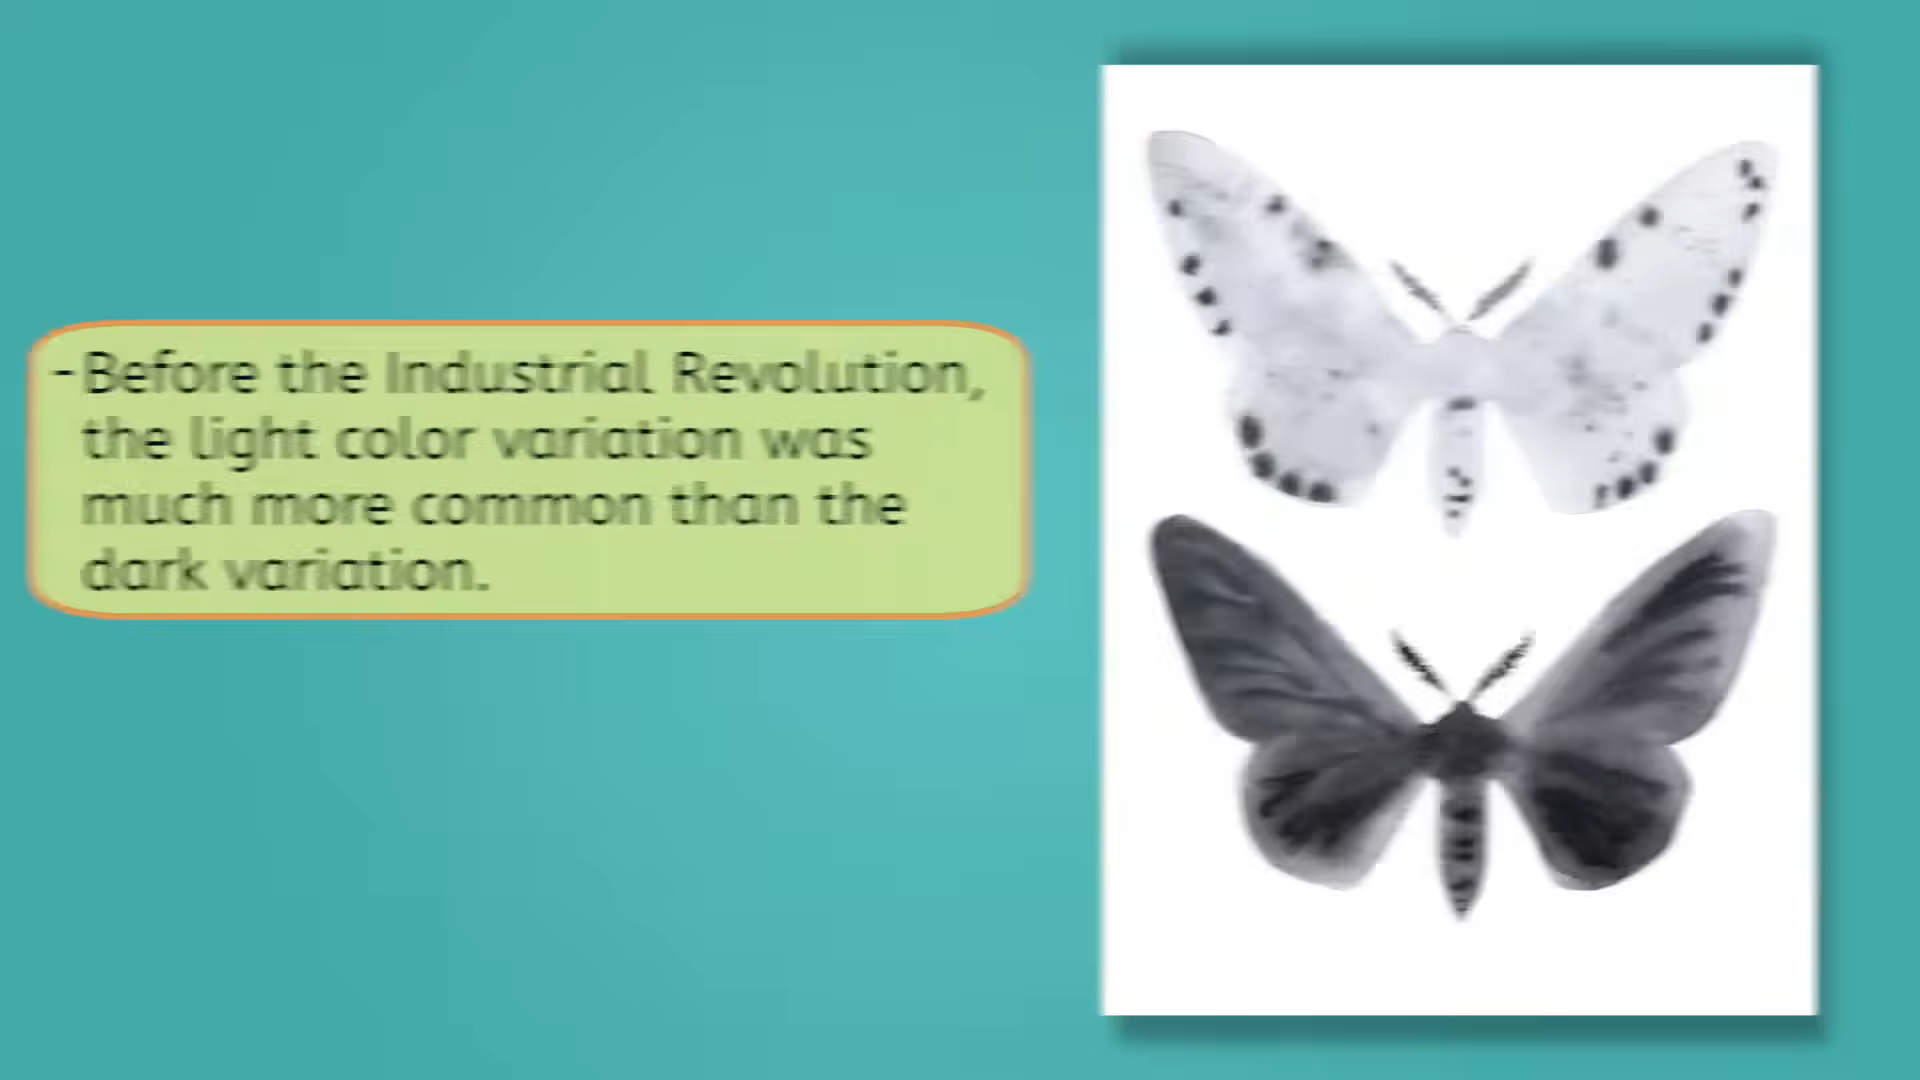 -Before the Industrial Revolution,
the light color variation was
much more common than the
dark variation.